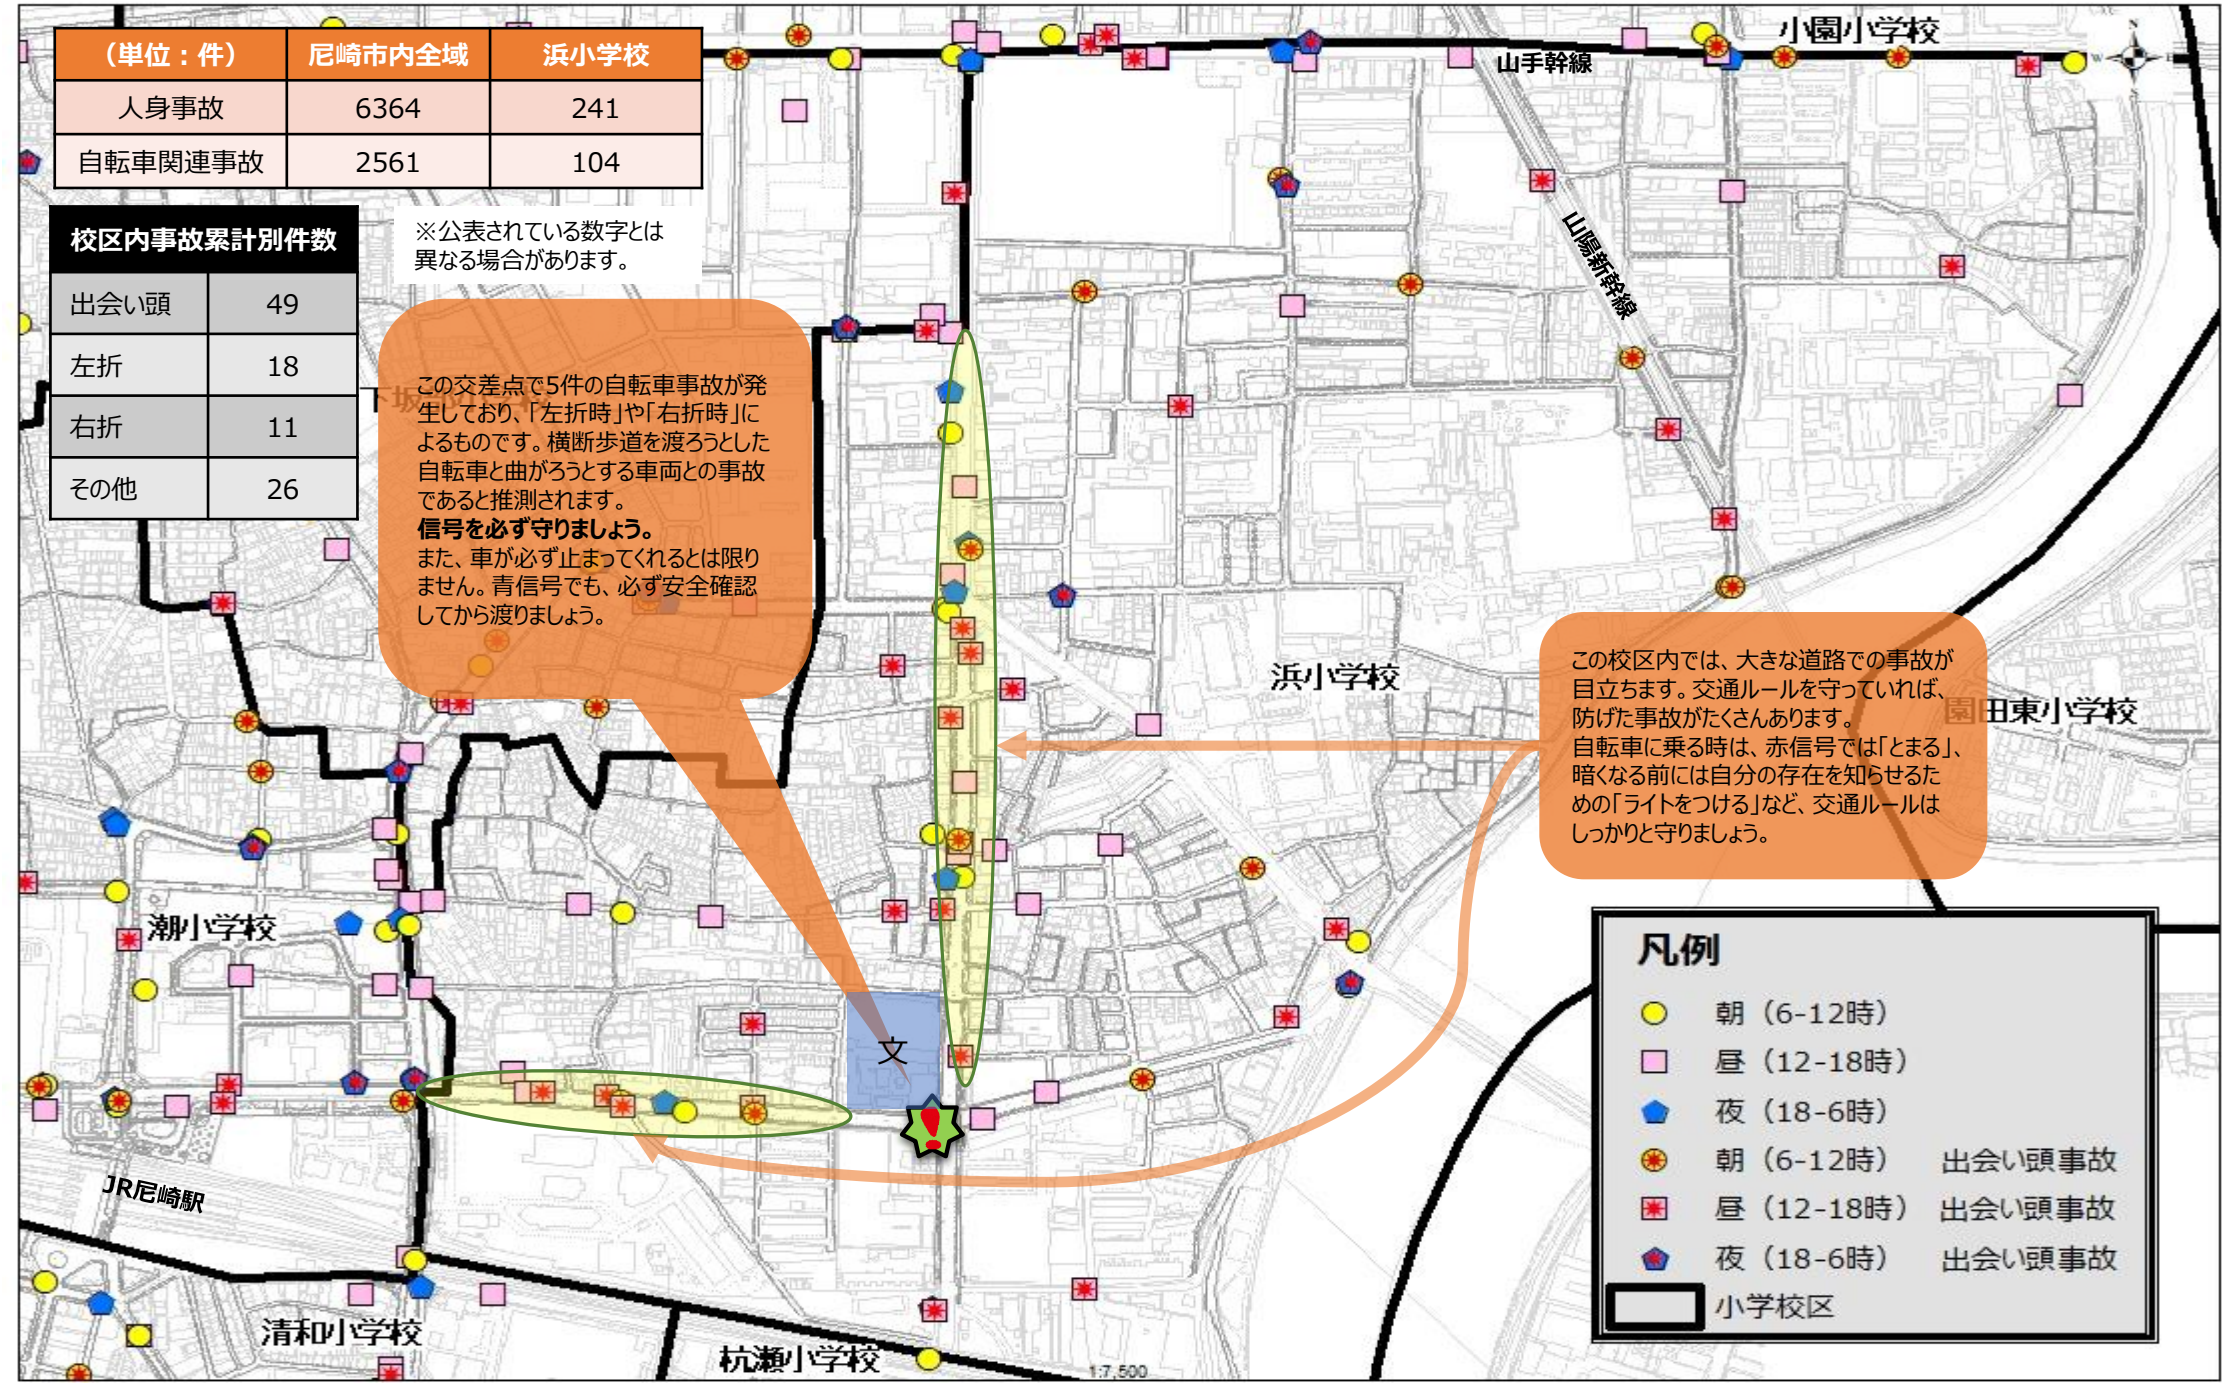 （単位：件） 尼崎市内全域 浜小学校
人身事故 6364 241
自転車関連事故 2561 104
校区内事故累計別件数
出会い頭 49
左折 18
右折 11
その他 26
※公表されている数字とは
異なる場合があります。
小園小学校
山手幹線
山陽新幹線
下坂部小学校
この交差点で5件の自転車事故が発
生しており、「左折時」や「右折時」に
よるものです。横断歩道を渡ろうとした
自転車と曲がろうとする車両との事故
であると推測されます。
信号を必ず守りましょう。
また、車が必ず止まってくれるとは限り
ません。青信号でも、必ず安全確認
してから渡りましょう。
浜小学校
この校区内では、大きな道路での事故が
目立ちます。交通ルールを守っていれば、
防げた事故がたくさんあります。
自転車に乗る時は、赤信号では「とまる」、
暗くなる前には自分の存在を知らせるた
めの「ライトをつける」など、交通ルールは
しっかりと守りましょう。
園田東小学校
潮小学校
文
JR尼崎駅
清和小学校
杭瀬小学校
1:7,500
凡例
朝（6-12時）
昼（12-18時）
夜（18-6時）
朝（6-12時） 出会い頭事故
昼（12-18時） 出会い頭事故
夜（18-6時） 出会い頭事故
小学校区
N
W
E
S